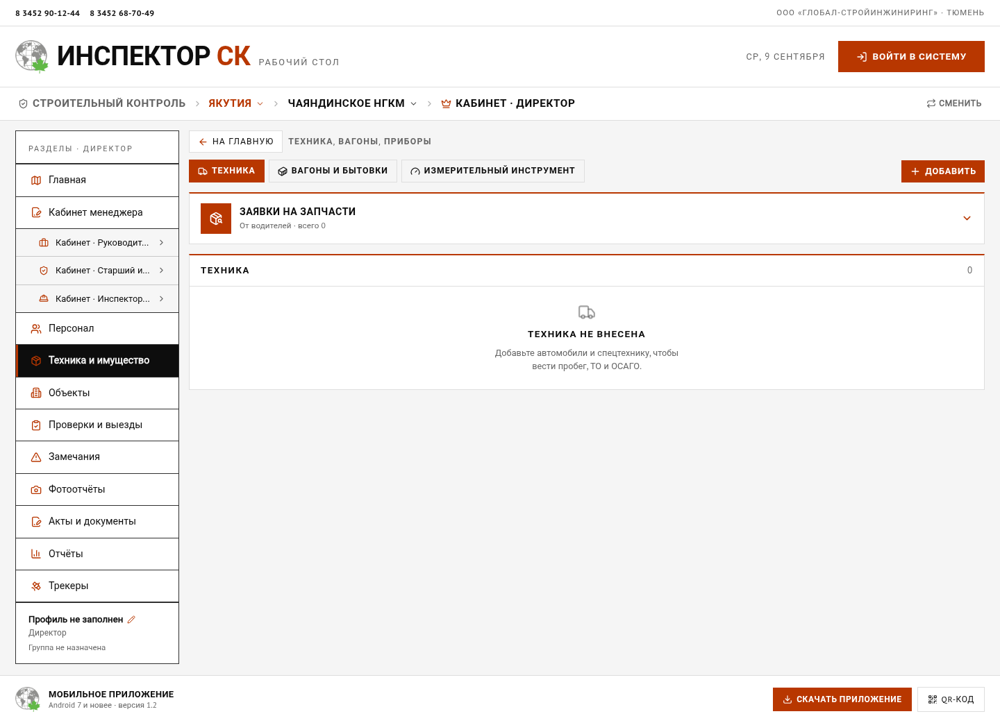 8 3452 90-12-44 8 3452 68-70-49
ООО «ГЛОБАЛ-СТРОЙИНЖИНИРИНГ» · ТЮМЕНЬ
ИНСПЕКТОР СК РАБОЧИЙ СТОЛ
СР, 9 СЕНТЯБРЯ
ВОЙТИ В СИСТЕМУ
СТРОИТЕЛЬНЫЙ КОНТРОЛЬ
ЯКУТИЯ
ЧАЯНДИНСКОЕ НГКМ
КАБИНЕТ · ДИРЕКТОР
СМЕНИТЬ
РАЗДЕЛЫ · ДИРЕКТОР
Главная
Кабинет менеджера
Кабинет · Руководит...
Кабинет · Старший и...
Кабинет · Инспектор...
Персонал
Техника и имущество
Объекты
Проверки и выезды
Замечания
Фотоотчёты
Акты и документы
Отчёты
Трекеры
Профиль не заполнен
Директор
Группа не назначена
НА ГЛАВНУЮ
ТЕХНИКА, ВАГОНЫ, ПРИБОРЫ
ТЕХНИКА
ВАГОНЫ И БЫТОВКИ
ИЗМЕРИТЕЛЬНЫЙ ИНСТРУМЕНТ
ДОБАВИТЬ
ЗАЯВКИ НА ЗАПЧАСТИ
От водителей · всего 0
ТЕХНИКА
0
ТЕХНИКА НЕ ВНЕСЕНА
Добавьте автомобили и спецтехнику, чтобы
вести пробег, ТО и ОСАГО.
МОБИЛЬНОЕ ПРИЛОЖЕНИЕ
Android 7 и новее · версия 1.2
СКАЧАТЬ ПРИЛОЖЕНИЕ
QR-КОД